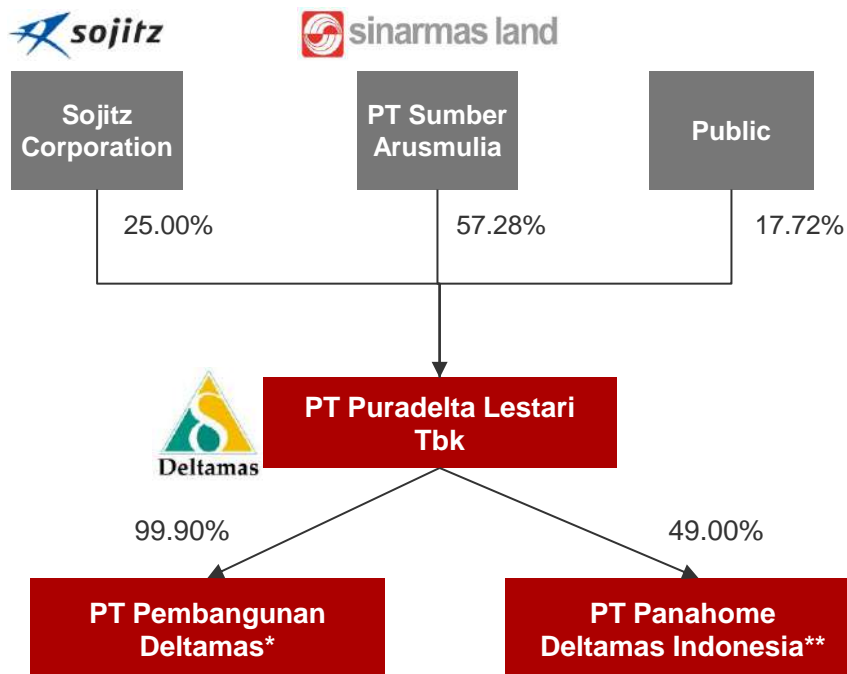 sojitz
sinarmas land
Sojitz
Corporation
PT Sumber
Arusmulia
Public
25.00%
57.28%
17.72%
PT Puradelta Lestari
Tbk
Deltamas
99.90%
49.00%
PT Pembangunan
Deltamas*
PT Panahome
Deltamas Indonesia**